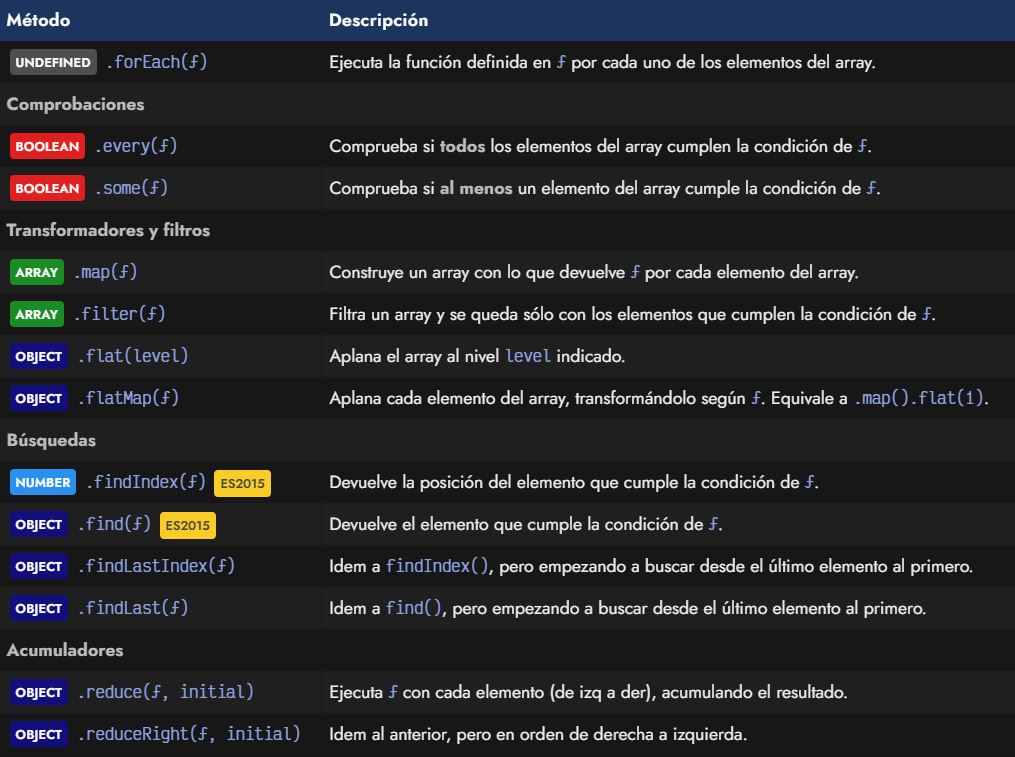 Método Descripción
UNDEFINED .forEach(ƒ) Ejecuta la función definida en ƒ por cada uno de los elementos del array.
Comprobaciones
BOOLEAN .every(ƒ) Comprueba si todos los elementos del array cumplen la condición de ƒ.
BOOLEAN .some(ƒ) Comprueba si al menos un elemento del array cumple la condición de ƒ.
Transformadores y filtros
ARRAY .map(ƒ) Construye un array con lo que devuelve ƒ por cada elemento del array.
ARRAY .filter(ƒ) Filtra un array y se queda sólo con los elementos que cumplen la condición de ƒ.
OBJECT .flat(level) Aplana el array al nivel level indicado.
OBJECT .flatMap(ƒ) Aplana cada elemento del array, transformándolo según ƒ. Equivale a .map().flat(1).
Búsquedas
NUMBER .findIndex(ƒ) ES2015 Devuelve la posición del elemento que cumple la condición de ƒ.
OBJECT .find(ƒ) ES2015 Devuelve el elemento que cumple la condición de ƒ.
OBJECT .findLastIndex(ƒ) Idem a findIndex(), pero empezando a buscar desde el último elemento al primero.
OBJECT .findLast(ƒ) Idem a find(), pero empezando a buscar desde el último elemento al primero.
Acumuladores
OBJECT .reduce(ƒ, initial) Ejecuta ƒ con cada elemento (de izq a der), acumulando el resultado.
OBJECT .reduceRight(ƒ, initial) Idem al anterior, pero en orden de derecha a izquierda.